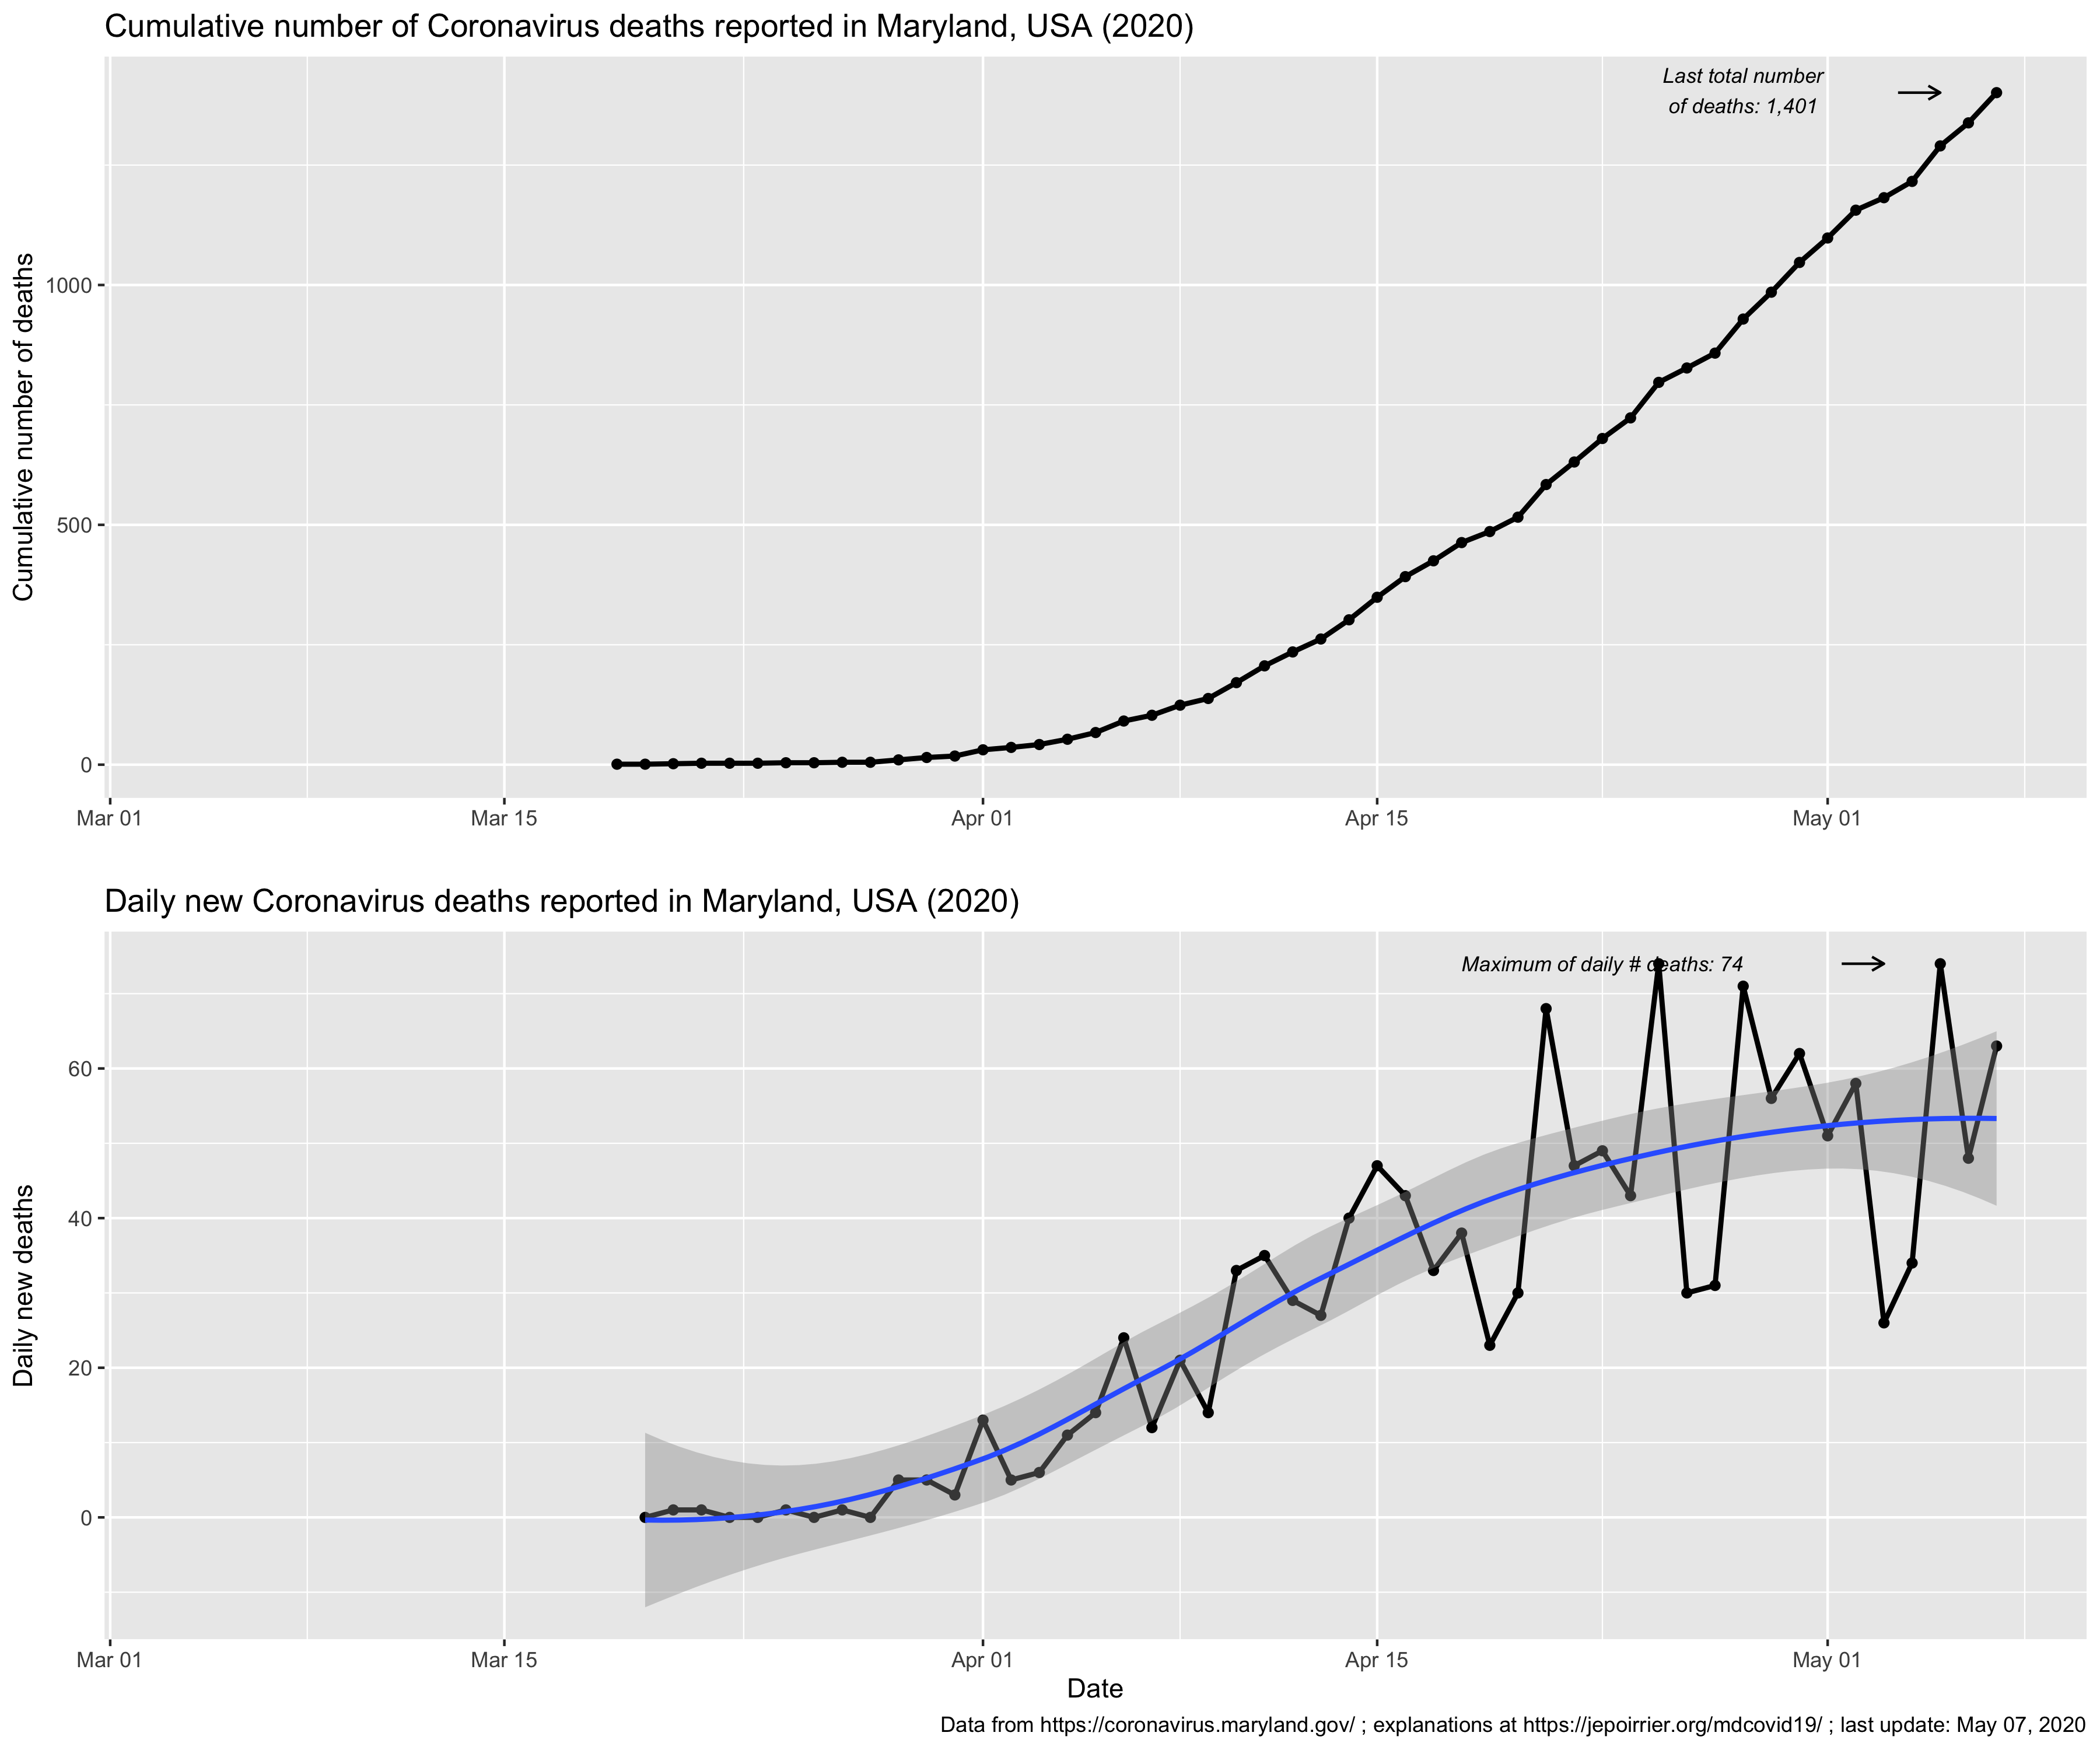 Cumulative number of Coronavirus deaths reported in Maryland, USA (2020)
Last total number
of deaths: 1,401
Cumulative number of deaths
1000
500
0
Mar 01 Mar 15 Apr 01 Apr 15 May 01
Daily new Coronavirus deaths reported in Maryland, USA (2020)
Maximum of daily # deaths: 74
Daily new deaths
60
40
20
0
Mar 01 Mar 15 Apr 01 Apr 15 May 01
Date
Data from https://coronavirus.maryland.gov/ ; explanations at https://jepoirrier.org/mdcovid19/ ; last update: May 07, 2020